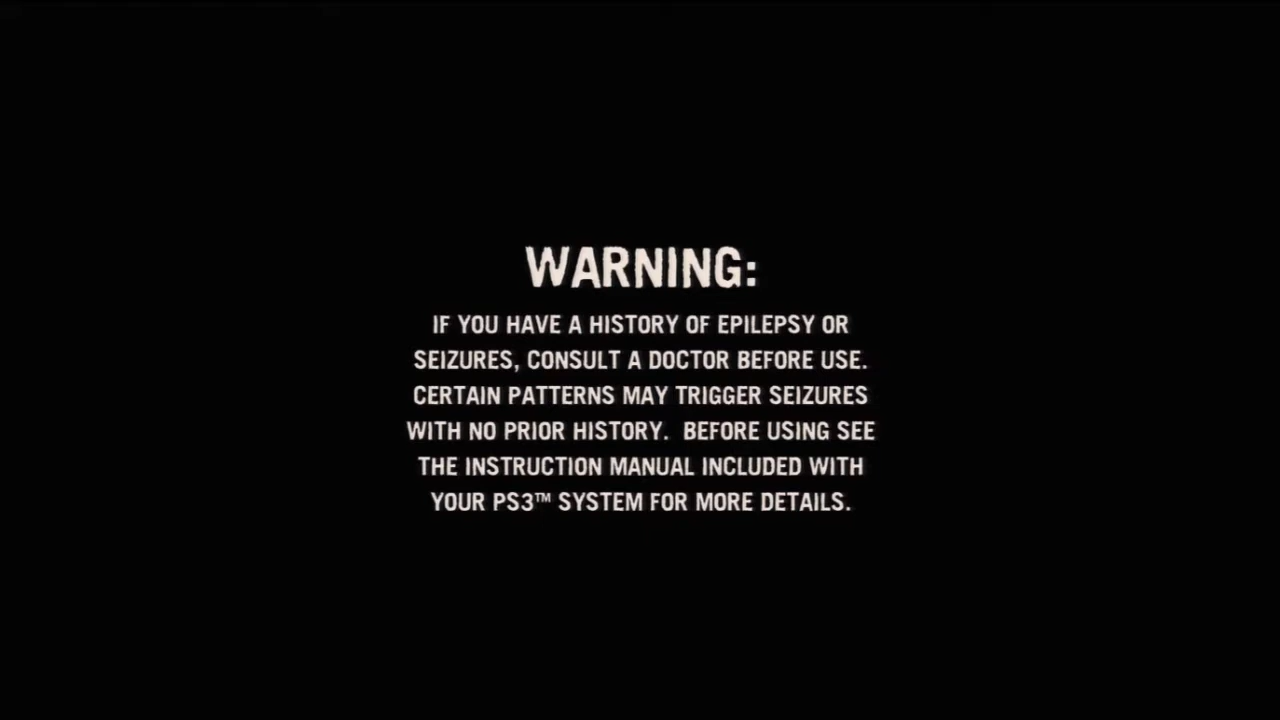 WARNING:
IF YOU HAVE A HISTORY OF EPILEPSY OR
SEIZURES, CONSULT A DOCTOR BEFORE USE.
CERTAIN PATTERNS MAY TRIGGER SEIZURES
WITH NO PRIOR HISTORY.  BEFORE USING SEE
THE INSTRUCTION MANUAL INCLUDED WITH
YOUR PS3™ SYSTEM FOR MORE DETAILS.